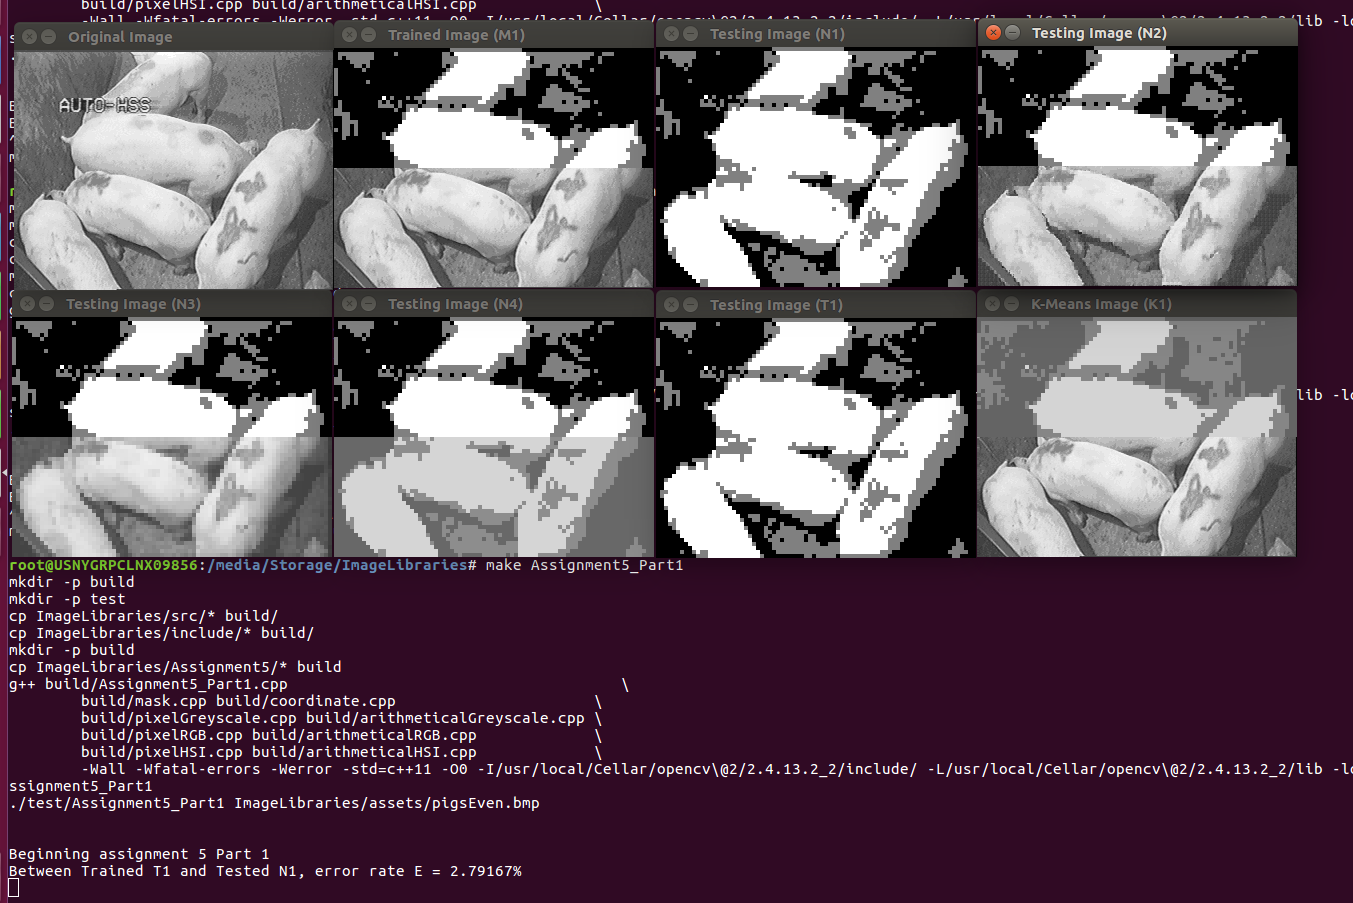 build/pixelHSI.cpp build/arithmeticalHSI.cpp \
-Wall -Wfatal-errors -Werror -std=c++11 -O0 -I/usr/local/Cellar/opencv\@2/2.4.13.2_2/include/ -L/usr/local/Cellar/opencv\@2/2.4.13.2_2/lib -lo
Original Image
Trained Image (M1)
Testing Image (N1)
Testing Image (N2)
AUTO-HSS
Testing Image (N3)
Testing Image (N4)
Testing Image (T1)
K-Means Image (K1)
lib -lo
root@USNYGRPCLNX09856:/media/Storage/ImageLibraries# make Assignment5_Part1
mkdir -p build
mkdir -p test
cp ImageLibraries/src/* build/
cp ImageLibraries/include/* build/
mkdir -p build
cp ImageLibraries/Assignment5/* build
g++ build/Assignment5_Part1.cpp \
build/mask.cpp build/coordinate.cpp \
build/pixelGreyscale.cpp build/arithmeticalGreyscale.cpp \
build/pixelRGB.cpp build/arithmeticalRGB.cpp \
build/pixelHSI.cpp build/arithmeticalHSI.cpp \
-Wall -Wfatal-errors -Werror -std=c++11 -O0 -I/usr/local/Cellar/opencv\@2/2.4.13.2_2/include/ -L/usr/local/Cellar/opencv\@2/2.4.13.2_2/lib -lo
ssignment5_Part1
./test/Assignment5_Part1 ImageLibraries/assets/pigsEven.bmp
Beginning assignment 5 Part 1
Between Trained T1 and Tested N1, error rate E = 2.79167%